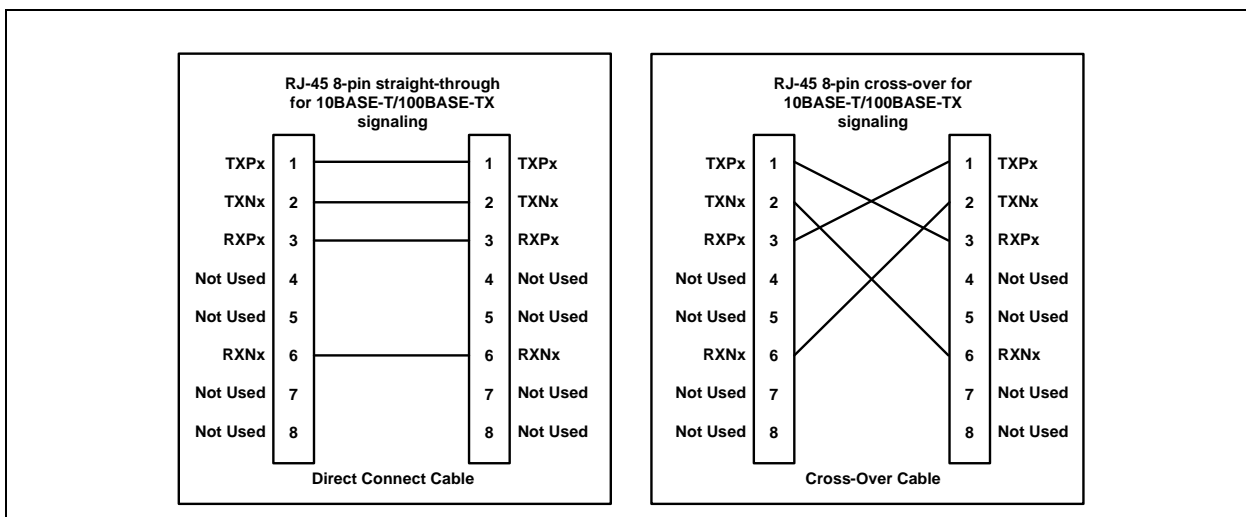 RJ-45 8-pin straight-through
for 10BASE-T/100BASE-TX
signaling
TXPx 1 1 TXPx
TXNx 2 2 TXNx
RXPx 3 3 RXPx
Not Used 4 4 Not Used
Not Used 5 5 Not Used
RXNx 6 6 RXNx
Not Used 7 7 Not Used
Not Used 8 8 Not Used
Direct Connect Cable
RJ-45 8-pin cross-over for
10BASE-T/100BASE-TX
signaling
TXPx 1 1 TXPx
TXNx 2 2 TXNx
RXPx 3 3 RXPx
Not Used 4 4 Not Used
Not Used 5 5 Not Used
RXNx 6 6 RXNx
Not Used 7 7 Not Used
Not Used 8 8 Not Used
Cross-Over Cable